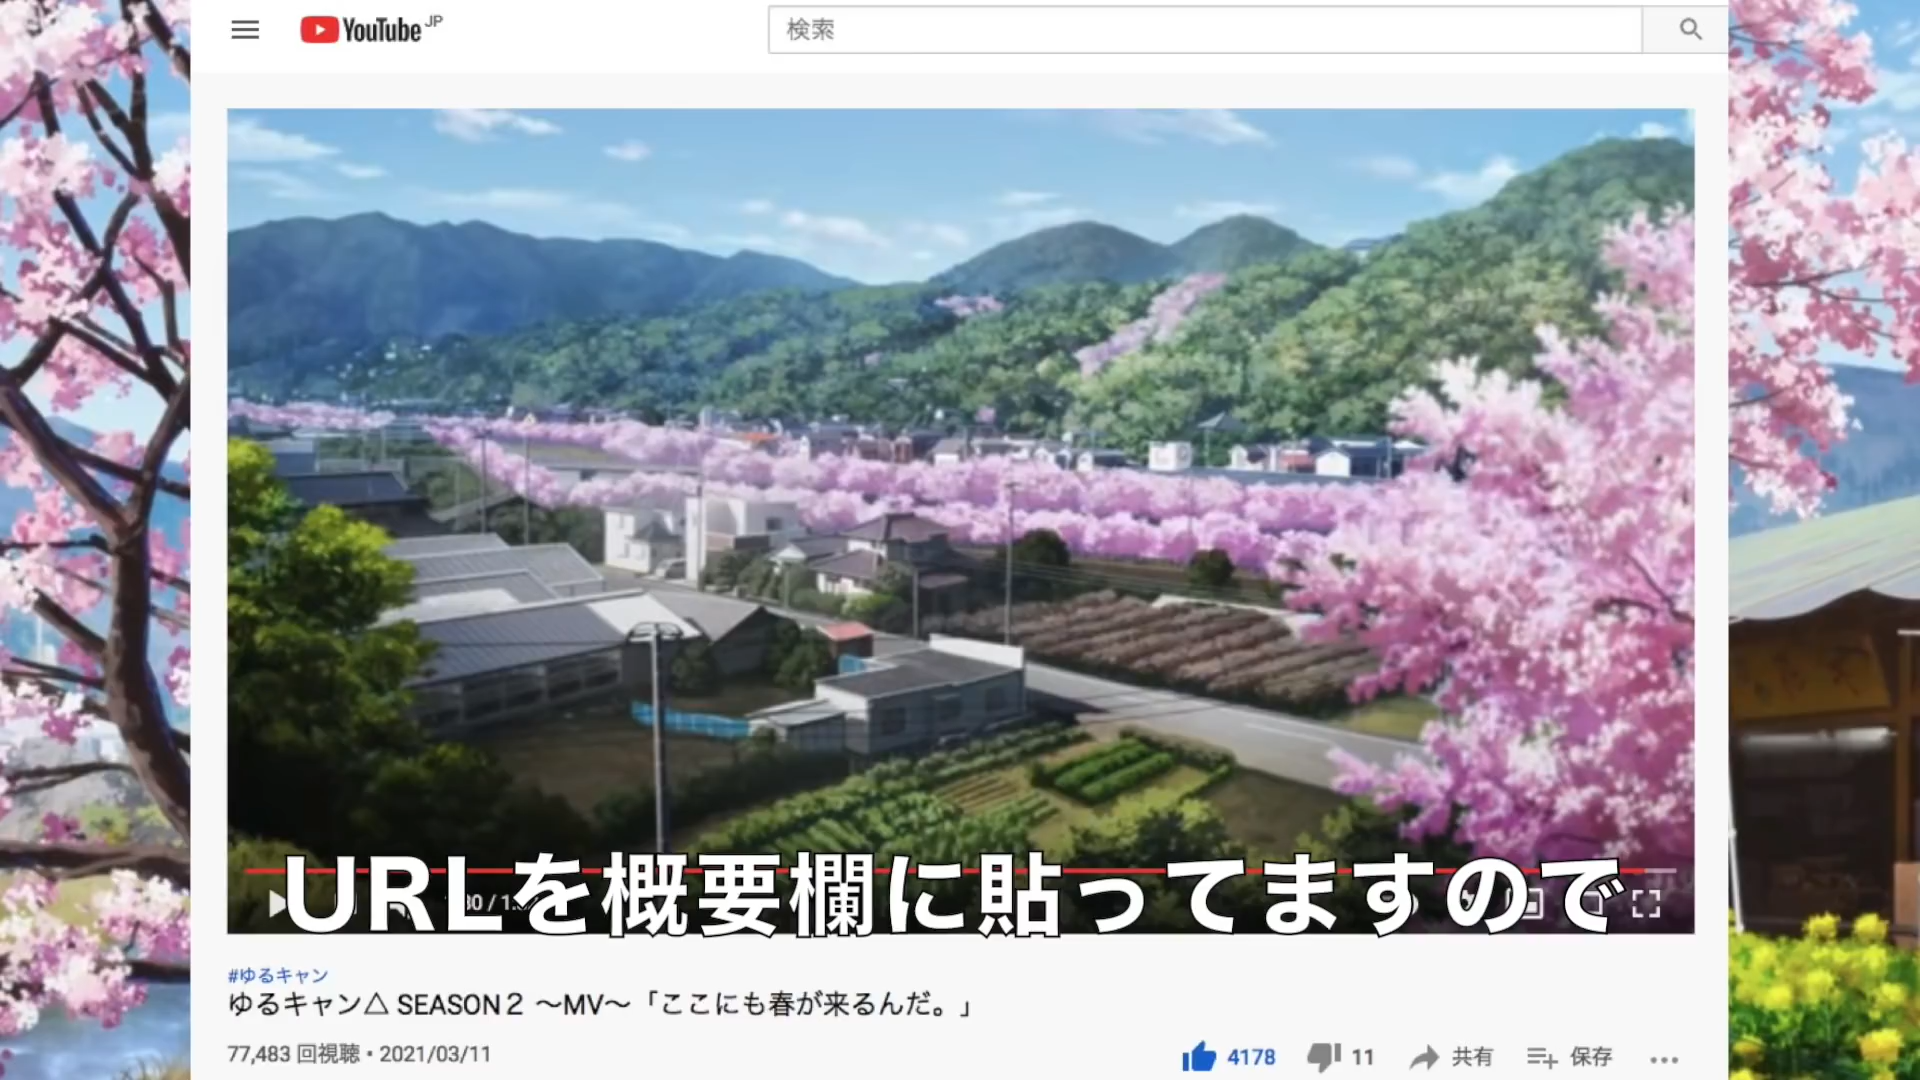 YouTube JP
検索
URLを概要欄に貼ってますので
#ゆるキャン
ゆるキャン△ SEASON２ ～MV～「ここにも春が来るんだ。」
77,483 回視聴・2021/03/11
4178
11
共有
保存